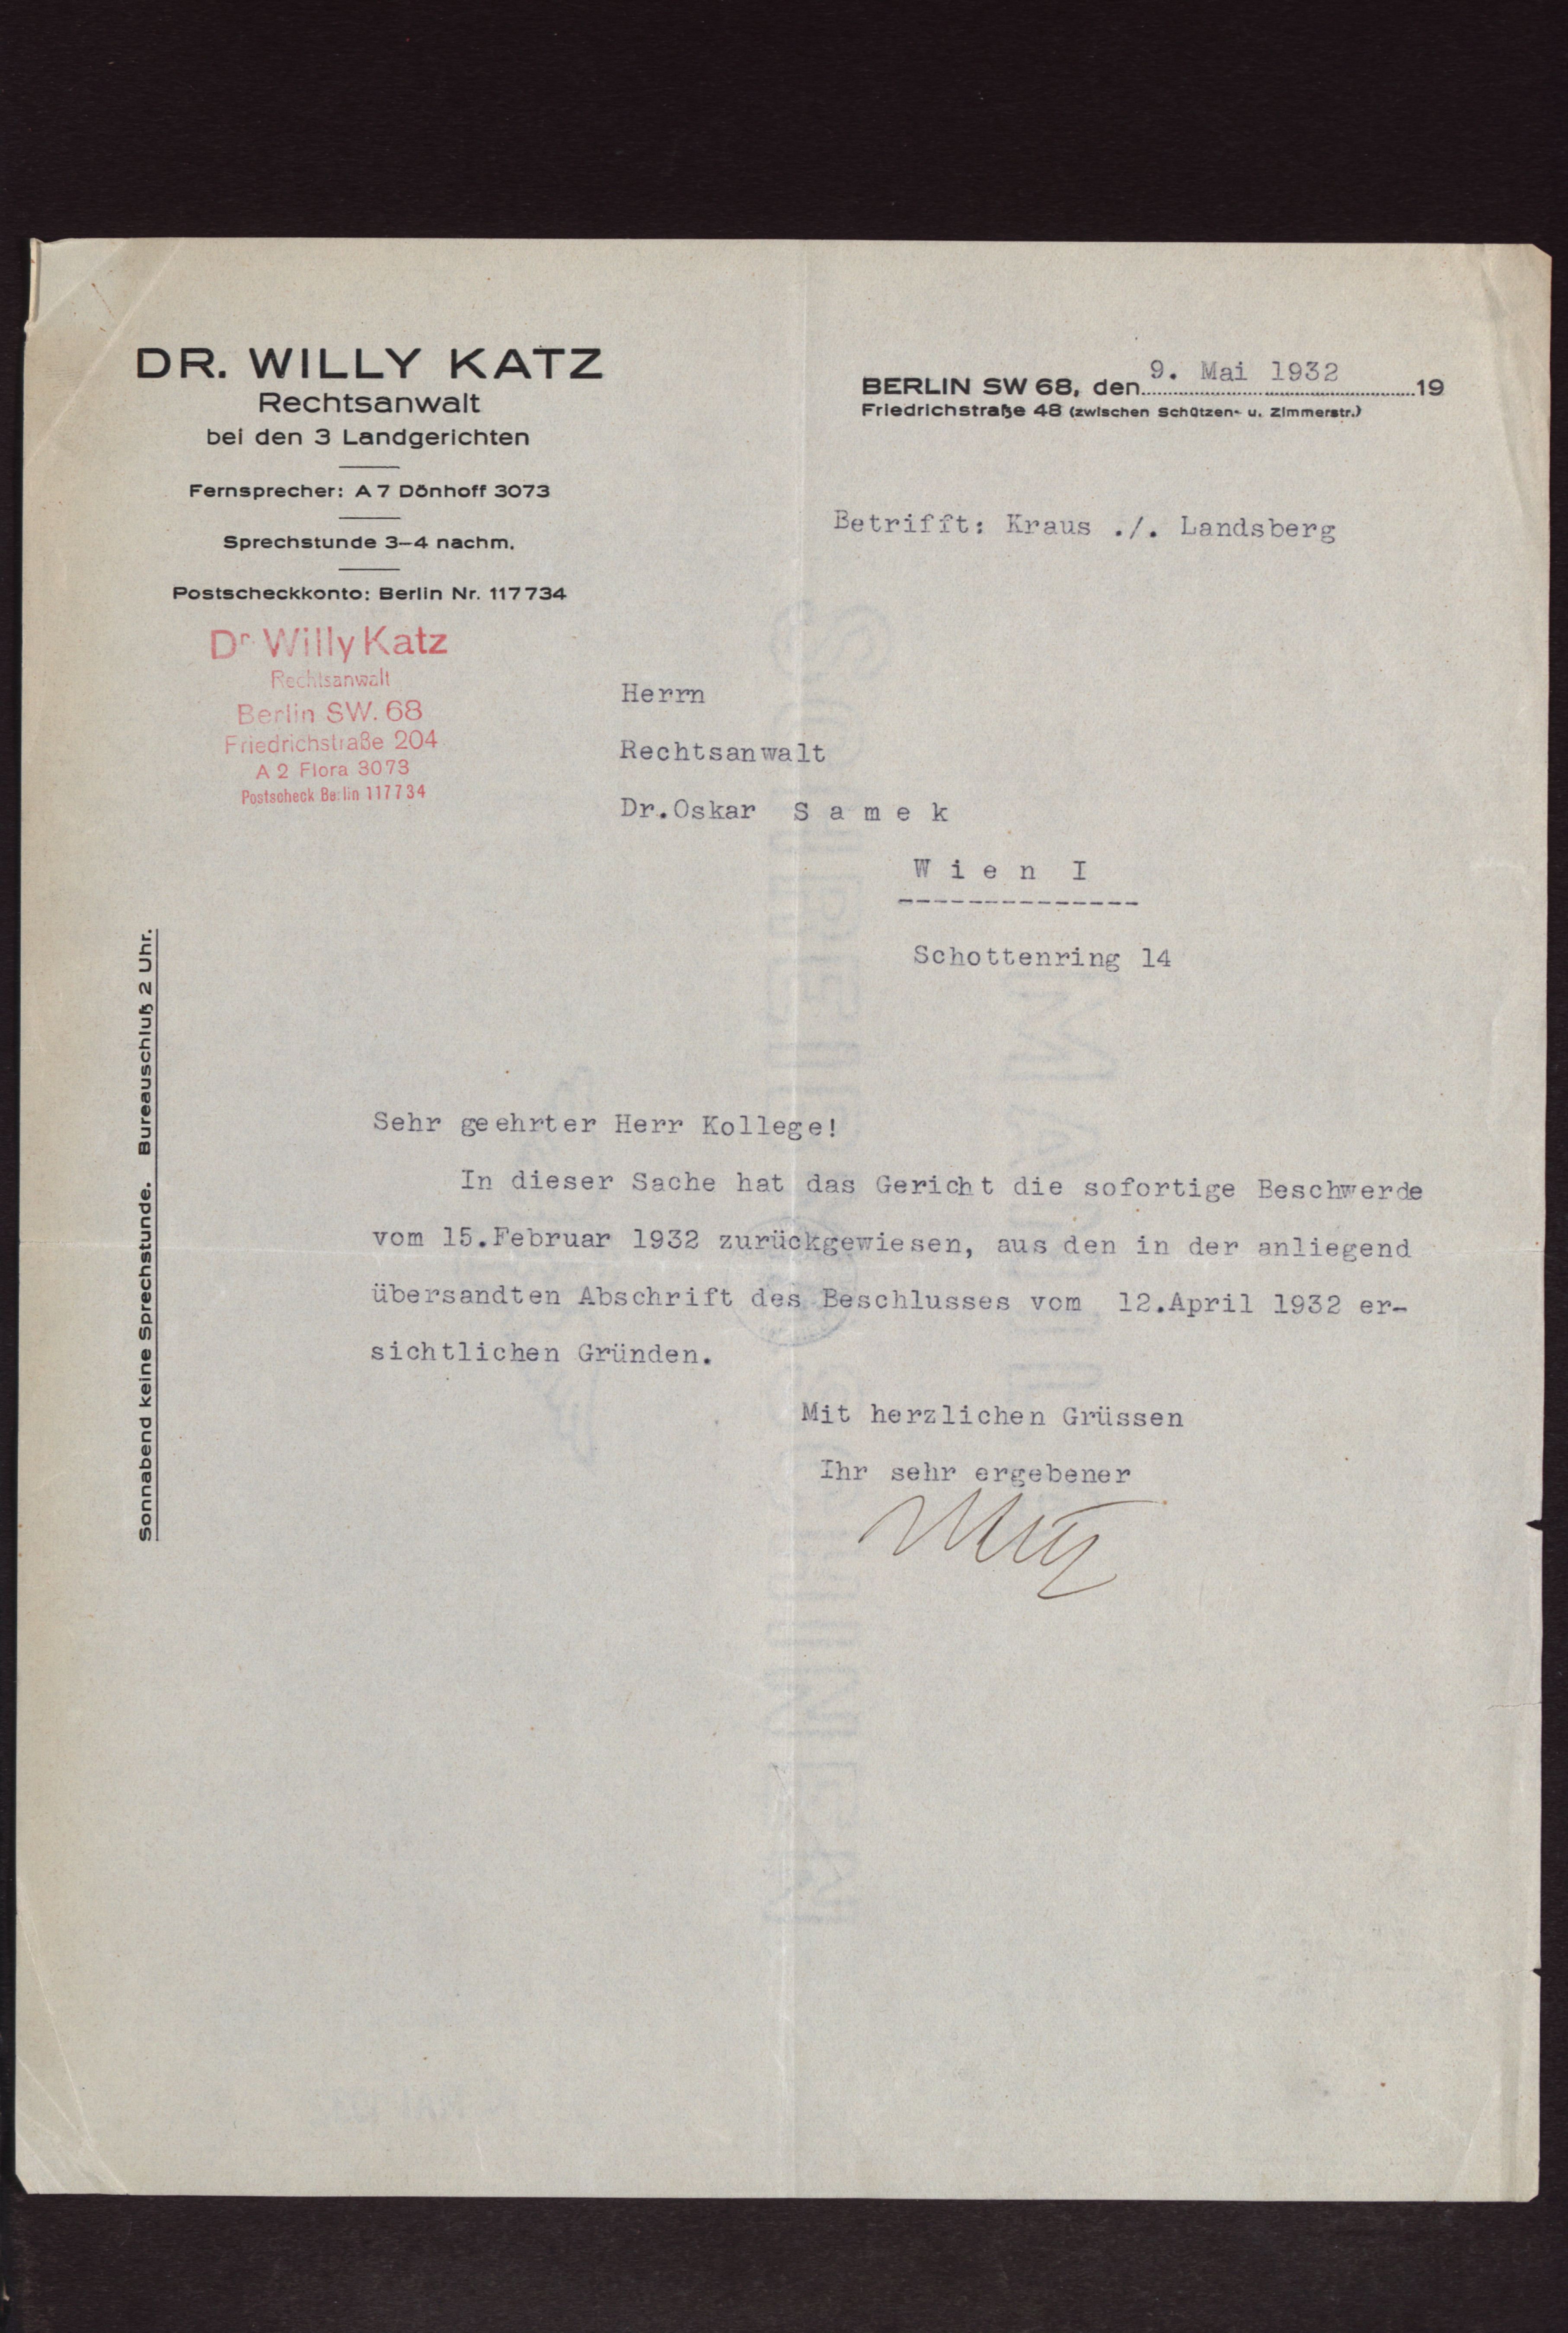 DR. WILLY KATZ
Rechtsanwalt
bei den 3 Landgerichten
Fernsprecher: A 7 Dönhoff 3073
Sprechstunde 3–4 nachm.
Postscheckkonto: Berlin Nr. 117734
Dr. Willy Katz
Rechtsanwalt
Berlin SW. 68
Friedrichstraße 204
A 2 Flora 3073
Postscheck Berlin 117734
BERLIN SW 68, den 9. Mai 1932 19
Friedrichstraße 48 (zwischen Schützen- u. Zimmerstr.)
Betrifft: Kraus ./. Landsberg
Herrn
Rechtsanwalt
Dr.Oskar S a m e k
W i e n I
--------------
Schottenring 14
Sonnabend keine Sprechstunde. Bureauschluß 2 Uhr.
Sehr geehrter Herr Kollege!
In dieser Sache hat das Gericht die sofortige Beschwerde
vom 15.Februar 1932 zurückgewiesen, aus den in der anliegend
übersandten Abschrift des Beschlusses vom 12.April 1932 er-
sichtlichen Gründen.
Mit herzlichen Grüssen
Ihr sehr ergebener